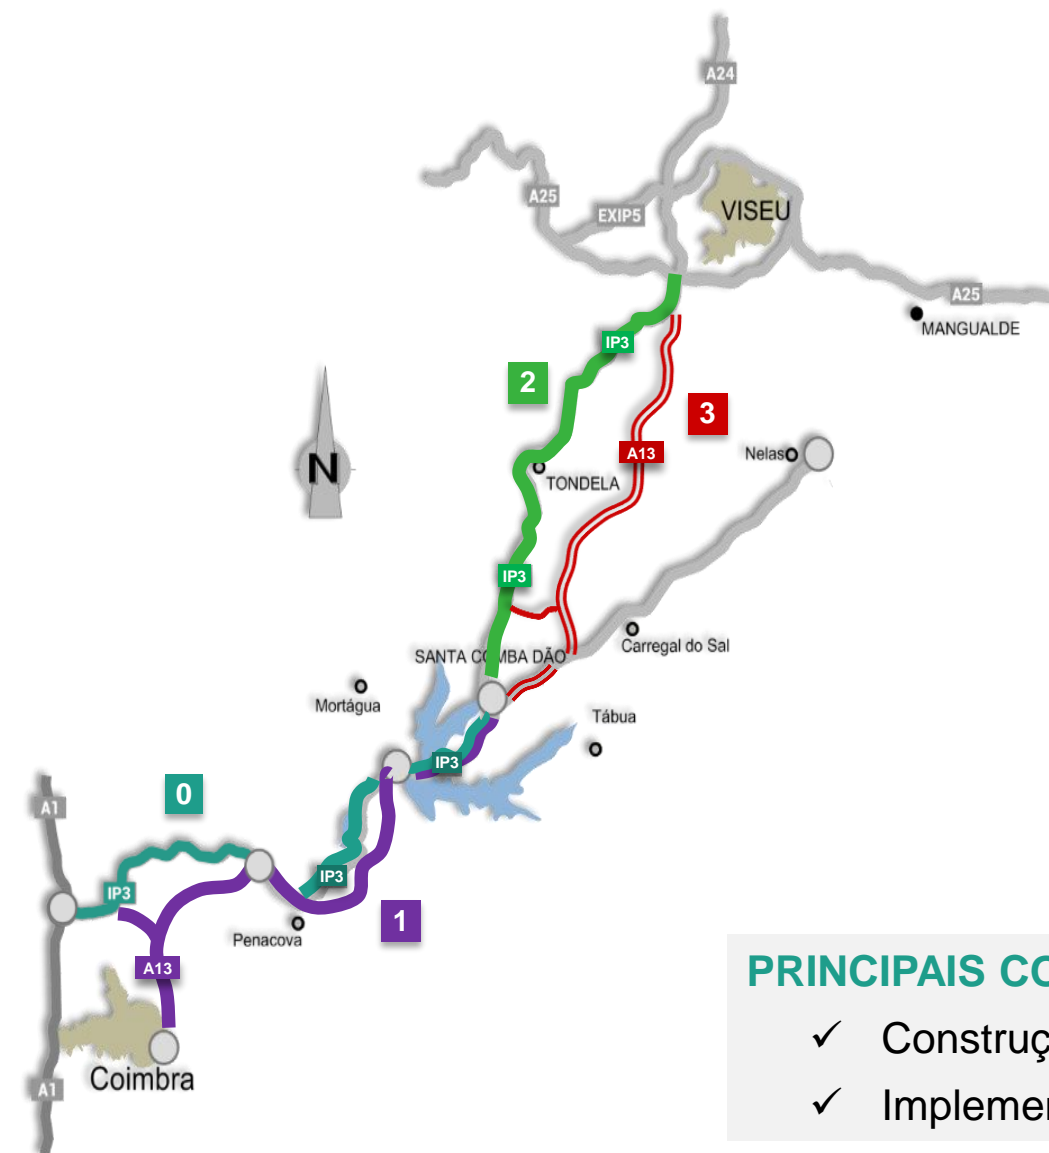 A24
A25
EXIP5
VISEU
A25
MANGUALDE
IP3
2
3
A13
Nelas
N
TONDELA
IP3
SANTA COMBA DÃO
Carregal do Sal
Mortágua
Tábua
IP3
A1
0
IP3
IP3
1
Penacova
A13
Coimbra
A1
PRINCIPAIS CO
✓ Construç
✓ Implemen